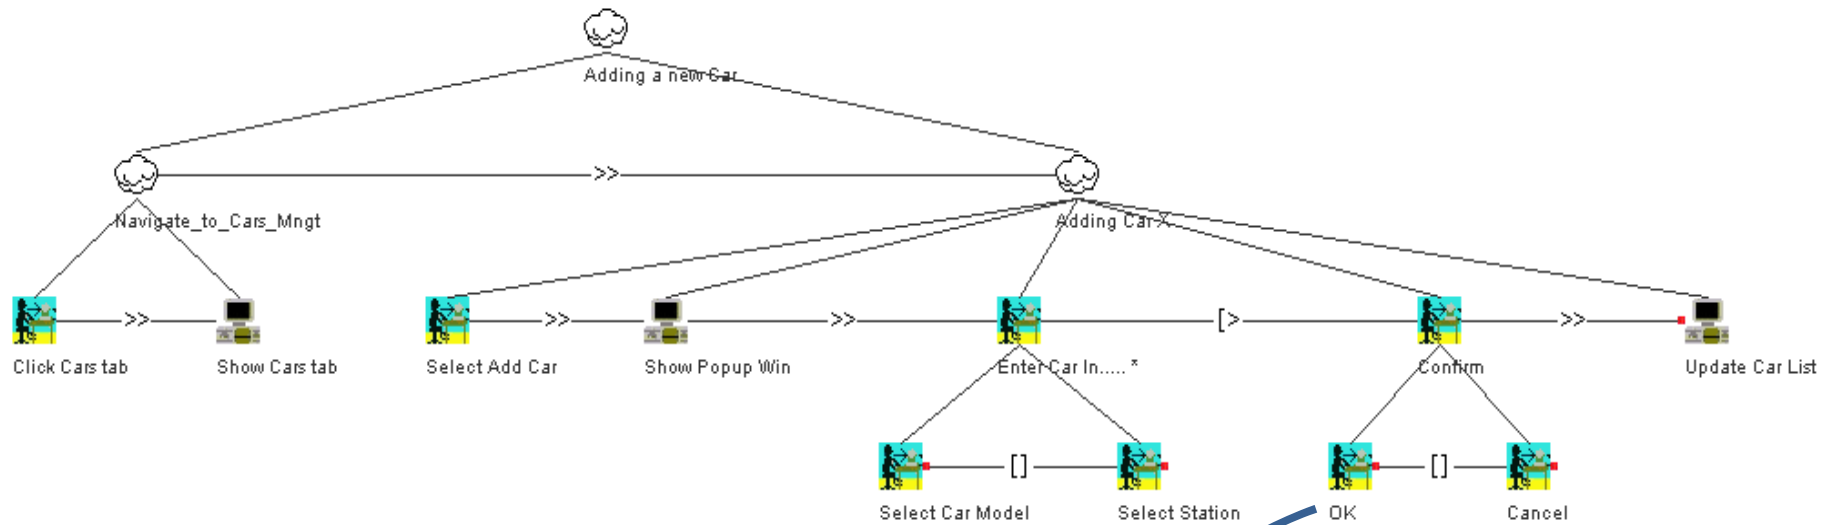 Adding a new Car
>>
Navigate_to_Cars_Mngt
Adding Car X
>>
>>
>>
[>
>>
Click Cars tab
Show Cars tab
Select Add Car
Show Popup Win
Enter Car In..... *
Confirm
Update Car List
[]
[]
Select Car Model
Select Station
OK
Cancel